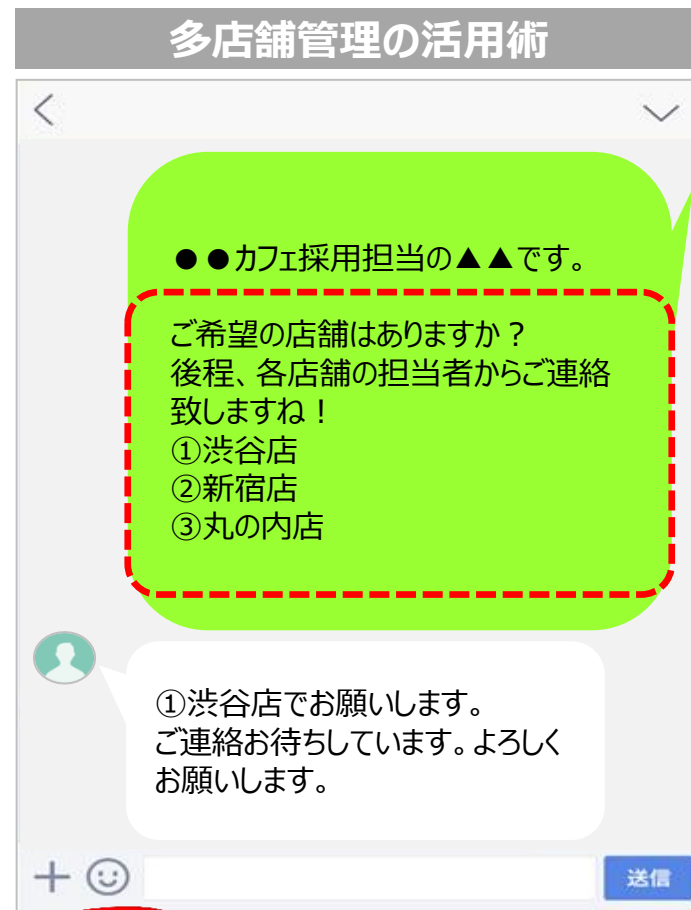 多店舗管理の活用術
●●カフェ採用担当の▲▲です。
ご希望の店舗はありますか？
後程、各店舗の担当者からご連絡
致しますね！
①渋谷店
②新宿店
③丸の内店
①渋谷店でお願いします。
ご連絡お待ちしています。よろしく
お願いします。
送信